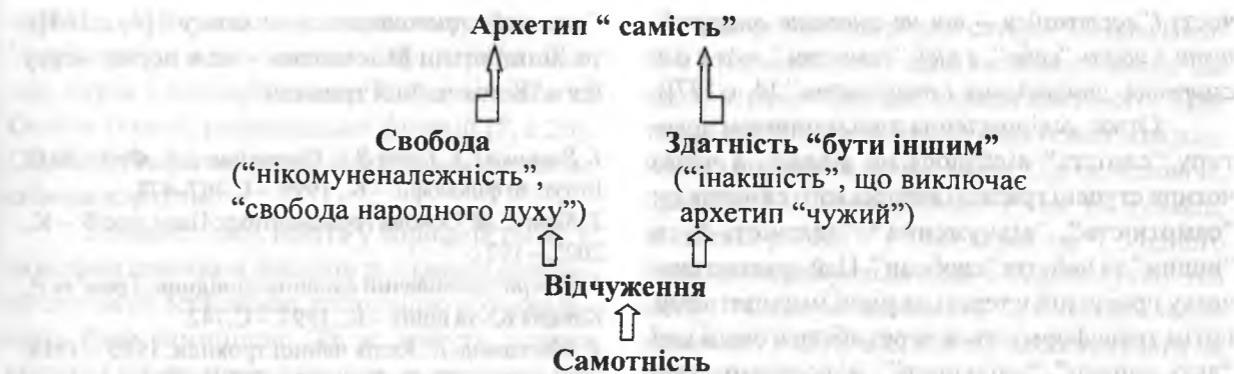 Архетип “ самість”
Свобода
(“нікомуненалежність”,
“свобода народного духу”)
Здатність “бути іншим”
(“інакшість”, що виключає
архетип “чужий”)
Відчуження
Самотність